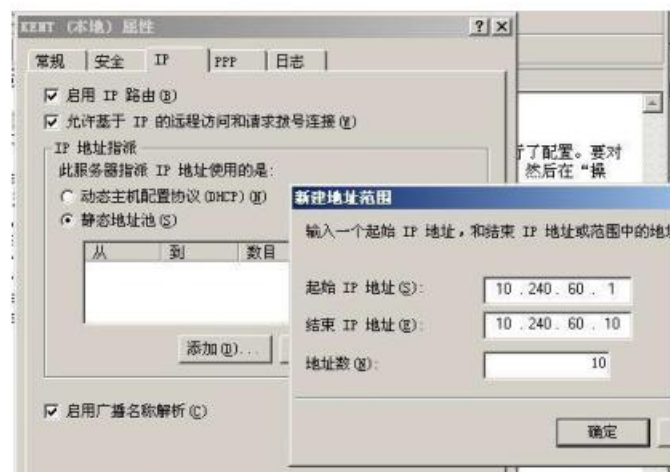 KENT (本地) 属性
常规 安全 IP PPP 日志
启用 IP 路由(B)
允许基于 IP 的远程访问和请求拨号连接(W)
IP 地址指派
此服务器指派 IP 地址使用的是:
动态主机配置协议(DHCP)(N)
静态地址池(S)
从 到 数目
添加(D)...
启用广播名称解析(C)
行了配置。要对
然后在“操
新建地址范围
输入一个起始 IP 地址,和结束 IP 地址或范围中的地址
起始 IP 地址(S): 10 . 240 . 60 . 1
结束 IP 地址(E): 10 . 240 . 60 . 10
地址数(N): 10
确定